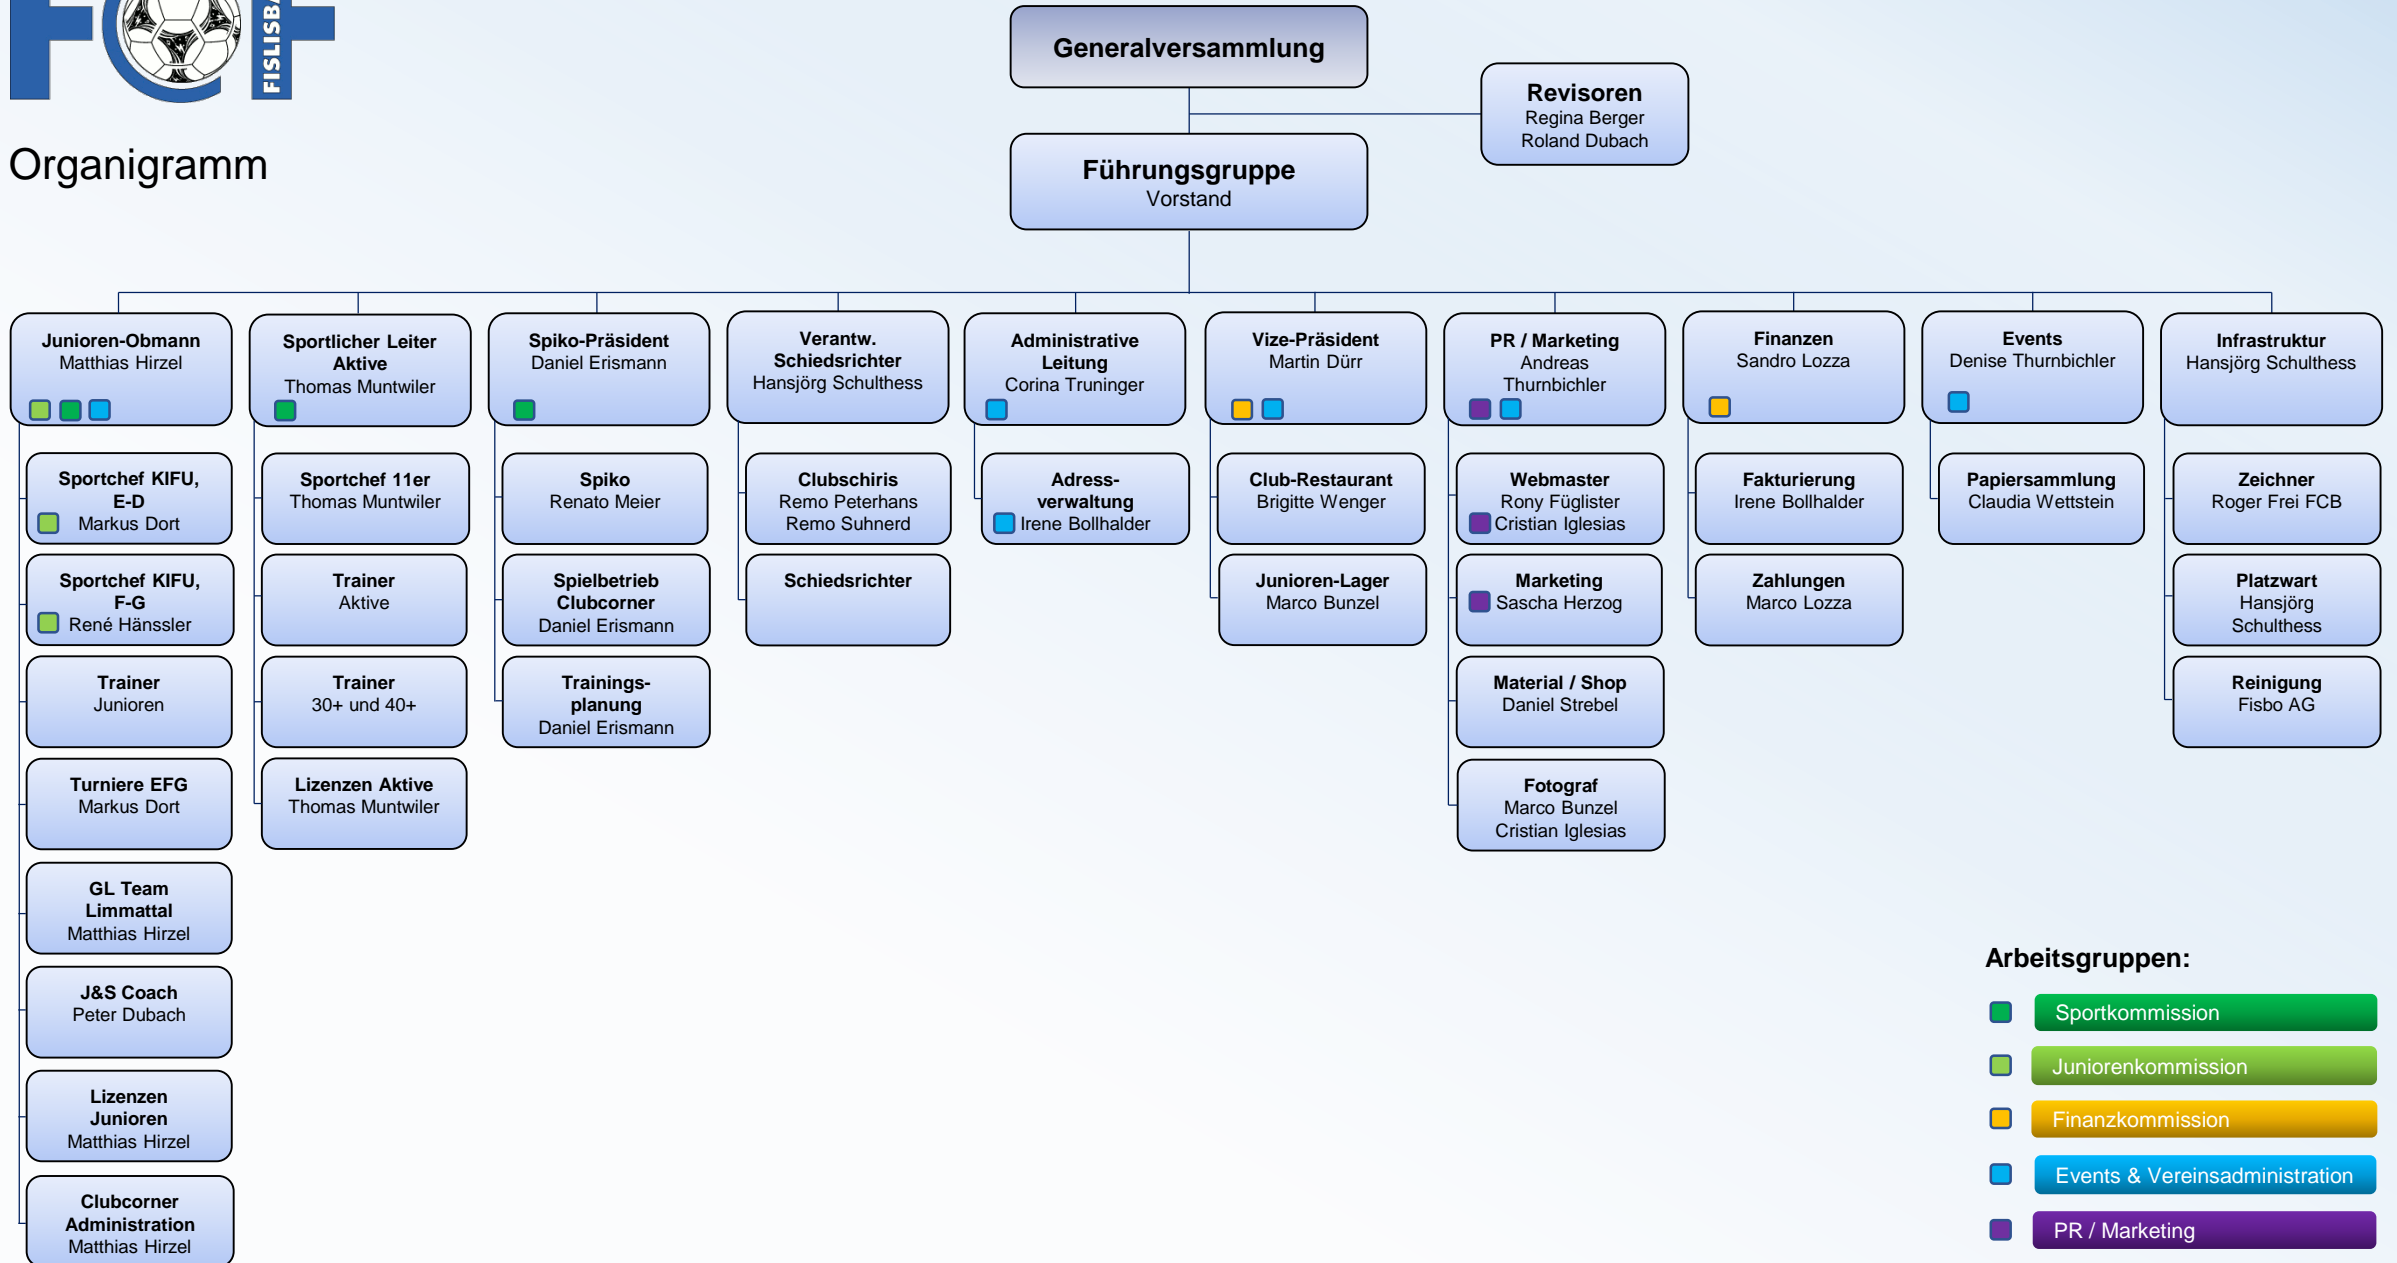 FCF
Organigramm
Generalversammlung
Revisoren
Regina Berger
Roland Dubach
Führungsgruppe
Vorstand
Junioren-Obmann
Matthias Hirzel
Sportchef KIFU,
E-D
Markus Dort
Sportchef KIFU,
F-G
René Hänssler
Trainer
Junioren
Turniere EFG
Markus Dort
GL Team
Limmattal
Matthias Hirzel
J&S Coach
Peter Dubach
Lizenzen
Junioren
Matthias Hirzel
Clubcorner
Administration
Matthias Hirzel
Sportlicher Leiter
Aktive
Thomas Muntwiler
Sportchef 11er
Thomas Muntwiler
Trainer
Aktive
Trainer
30+ und 40+
Lizenzen Aktive
Thomas Muntwiler
Spiko-Präsident
Daniel Erismann
Spiko
Renato Meier
Spielbetrieb
Clubcorner
Daniel Erismann
Trainings-
planung
Daniel Erismann
Verantw.
Schiedsrichter
Hansjörg Schulthess
Clubschiris
Remo Peterhans
Remo Suhnerd
Schiedsrichter
Administrative
Leitung
Corina Truninger
Adress-
verwaltung
Irene Bollhalder
Vize-Präsident
Martin Dürr
Club-Restaurant
Brigitte Wenger
Junioren-Lager
Marco Bunzel
PR / Marketing
Andreas
Thurnbichler
Webmaster
Rony Füglister
Cristian Iglesias
Marketing
Sascha Herzog
Material / Shop
Daniel Strebel
Fotograf
Marco Bunzel
Cristian Iglesias
Finanzen
Sandro Lozza
Fakturierung
Irene Bollhalder
Zahlungen
Marco Lozza
Events
Denise Thurnbichler
Papiersammlung
Claudia Wettstein
Infrastruktur
Hansjörg Schulthess
Zeichner
Roger Frei FCB
Platzwart
Hansjörg
Schulthess
Reinigung
Fisbo AG
Arbeitsgruppen:
Sportkommission
Juniorenkommission
Finanzkommission
Events & Vereinsadministration
PR / Marketing